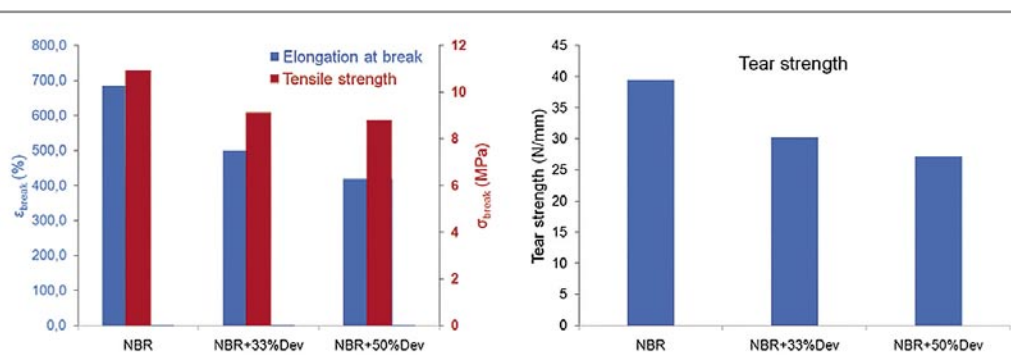 800,0
700,0
600,0
500,0
400,0
300,0
200,0
100,0
0,0
εbreak (%)
Elongation at break
Tensile strength
12
10
8
6
4
2
0
σbreak (MPa)
NBR
NBR+33%Dev
NBR+50%Dev
45
40
35
30
25
20
15
10
5
0
Tear strength (N/mm)
Tear strength
NBR
NBR+33%Dev
NBR+50%Dev